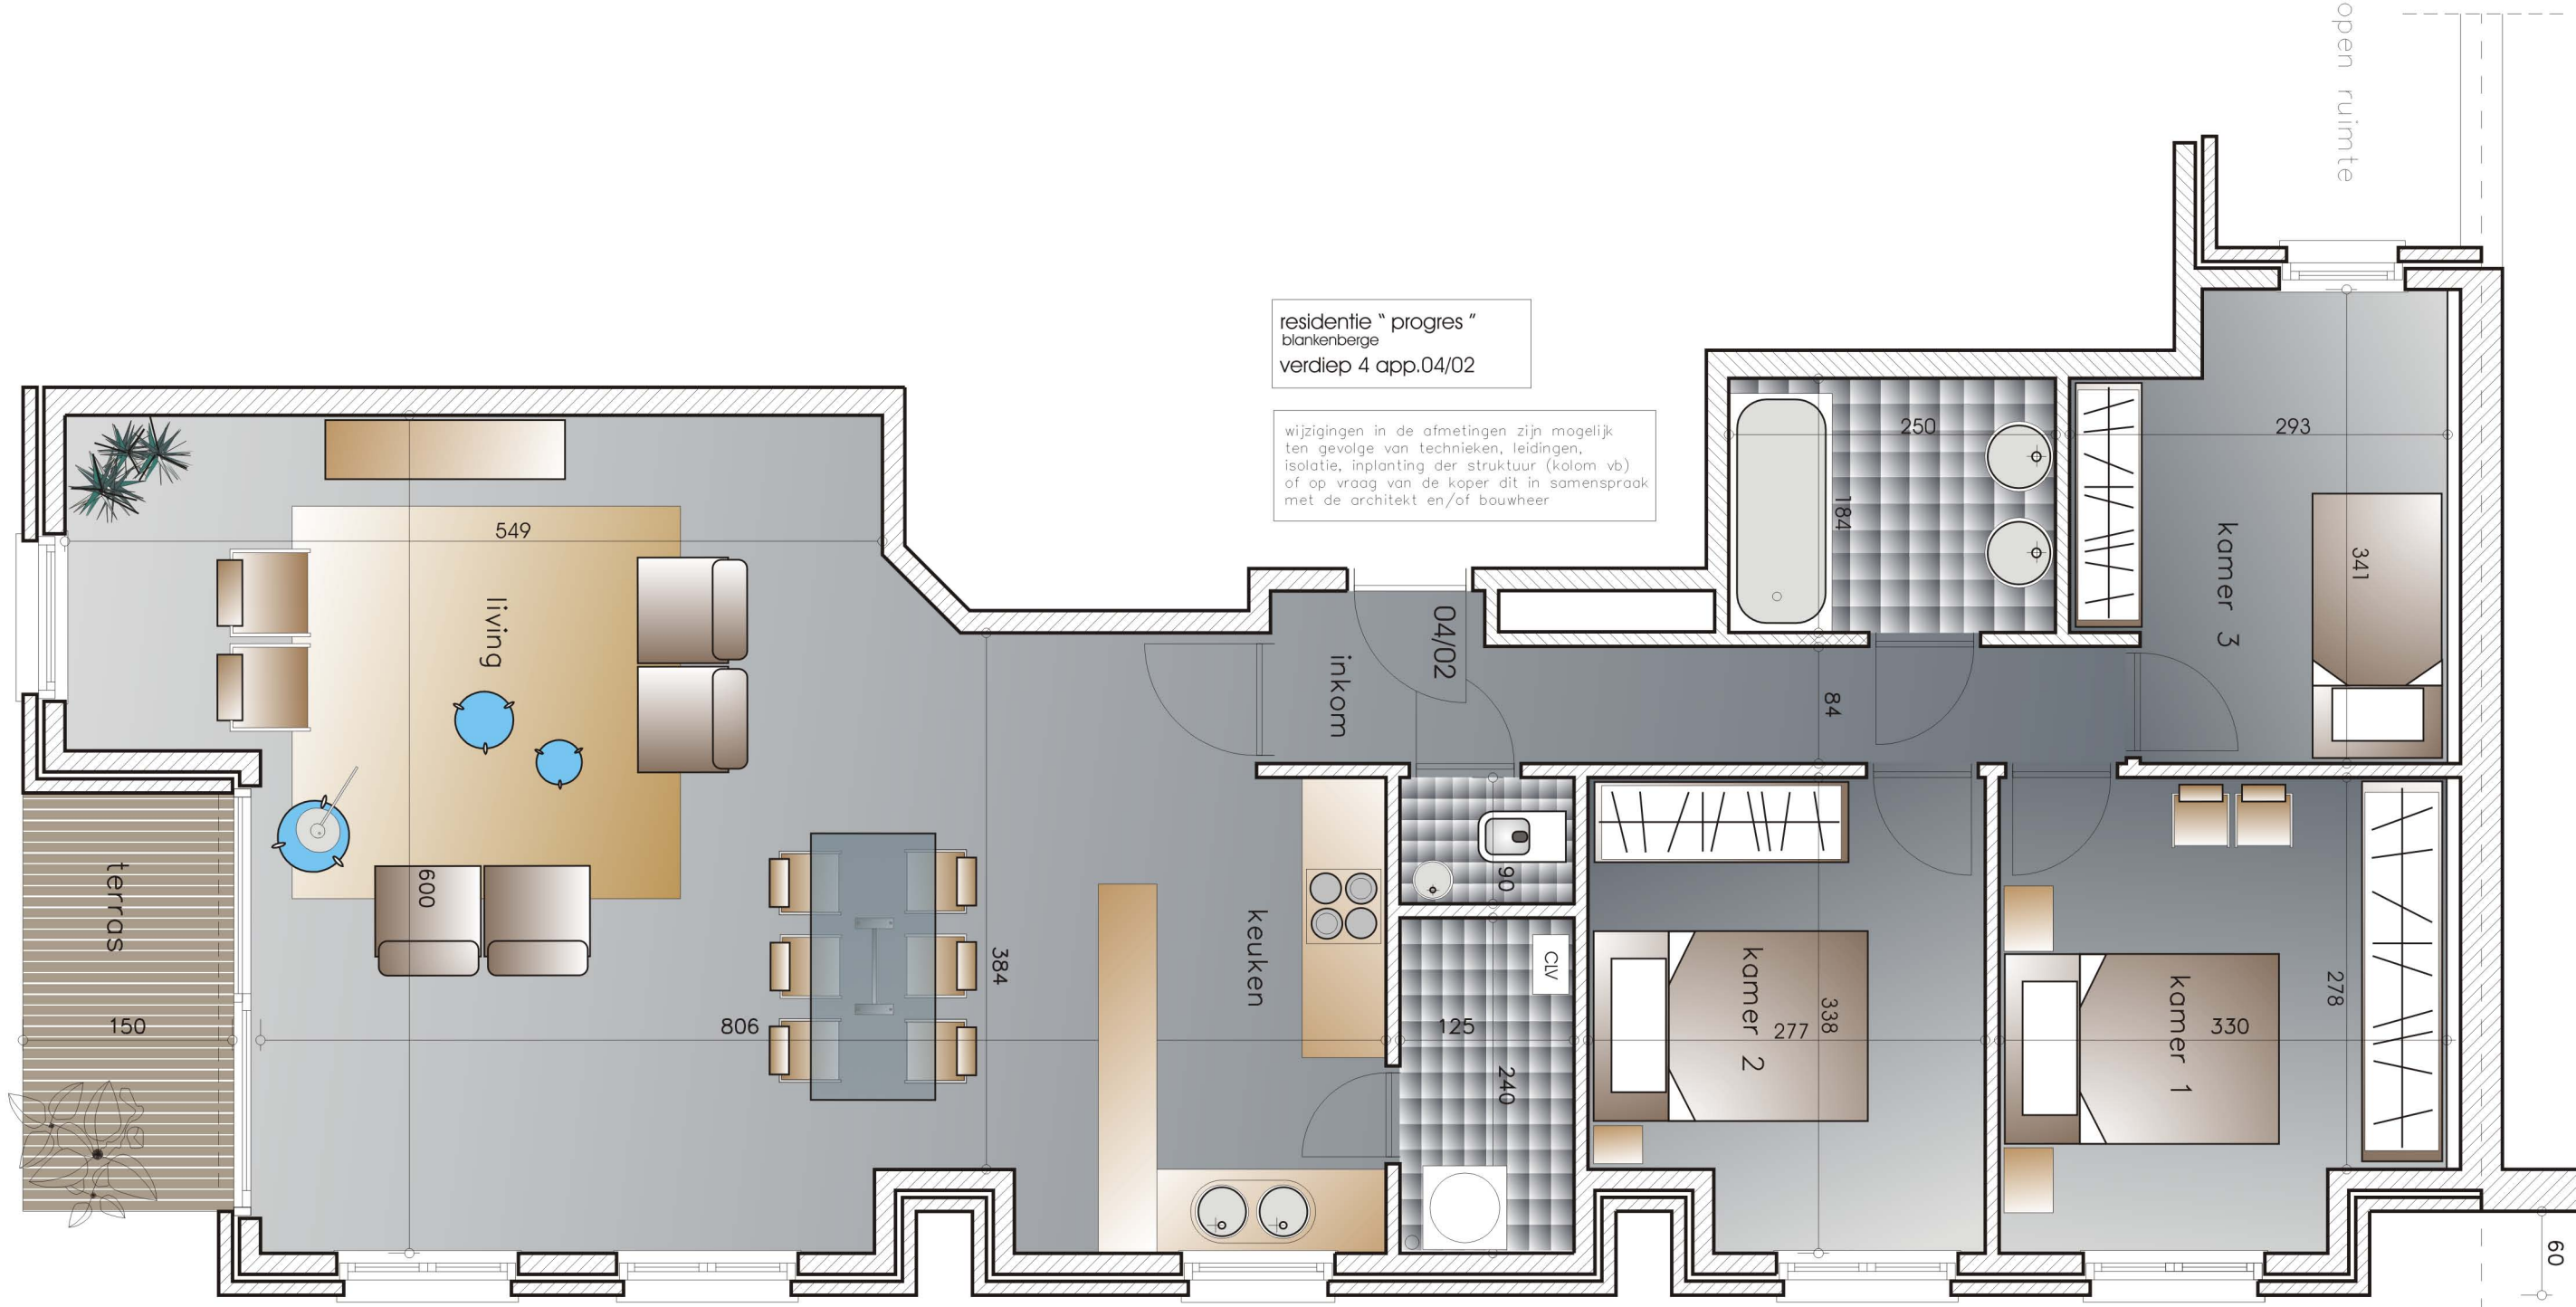 open ruimte
residentie “ progres ”
blankenberge
verdiep 4 app.04/02
wijzigingen in de afmetingen zijn mogelijk
ten gevolge van technieken, leidingen,
isolatie, inplanting der struktuur (kolom vb)
of op vraag van de koper dit in samenspraak
met de architekt en/of bouwheer
250
293
184
549
341
kamer 3
living
04/02
inkom
84
600
90
terras
384
keuken
CLV
kamer 2
kamer 1
278
150
806
125
277
338
330
240
60